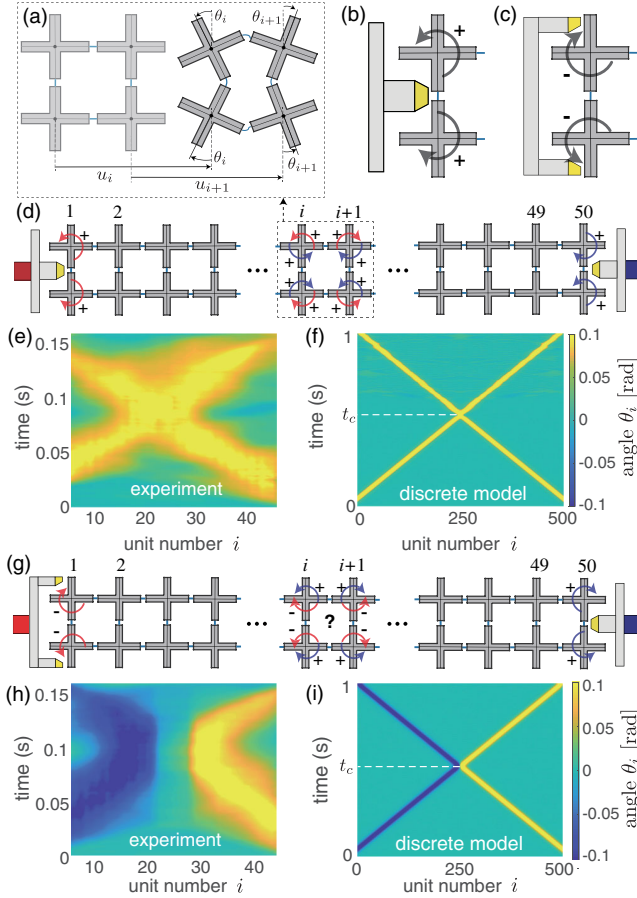 (a)
θi
θi+1
θi
θi+1
ui
ui+1
(b)
+
+
(c)
-
-
(d)
1
2
i
i+1
49
50
+
+
+
+
+
+
+
+
+
+
+
+
•••
•••
(e)
time (s)
0.15
0.1
0.05
0
experiment
10
20
30
40
unit number i
(f)
time (s)
1
tc
0
discrete model
0
250
500
unit number i
0.1
0.05
0
-0.05
-0.1
angle θi [rad]
(g)
1
2
i
i+1
49
50
-
-
+
+
-
-
?
-
-
+
+
+
+
•••
•••
(h)
time (s)
0.15
0.1
0.05
0
experiment
10
20
30
40
unit number i
(i)
time (s)
1
tc
0
discrete model
0
250
500
unit number i
0.1
0.05
0
-0.05
-0.1
angle θi [rad]